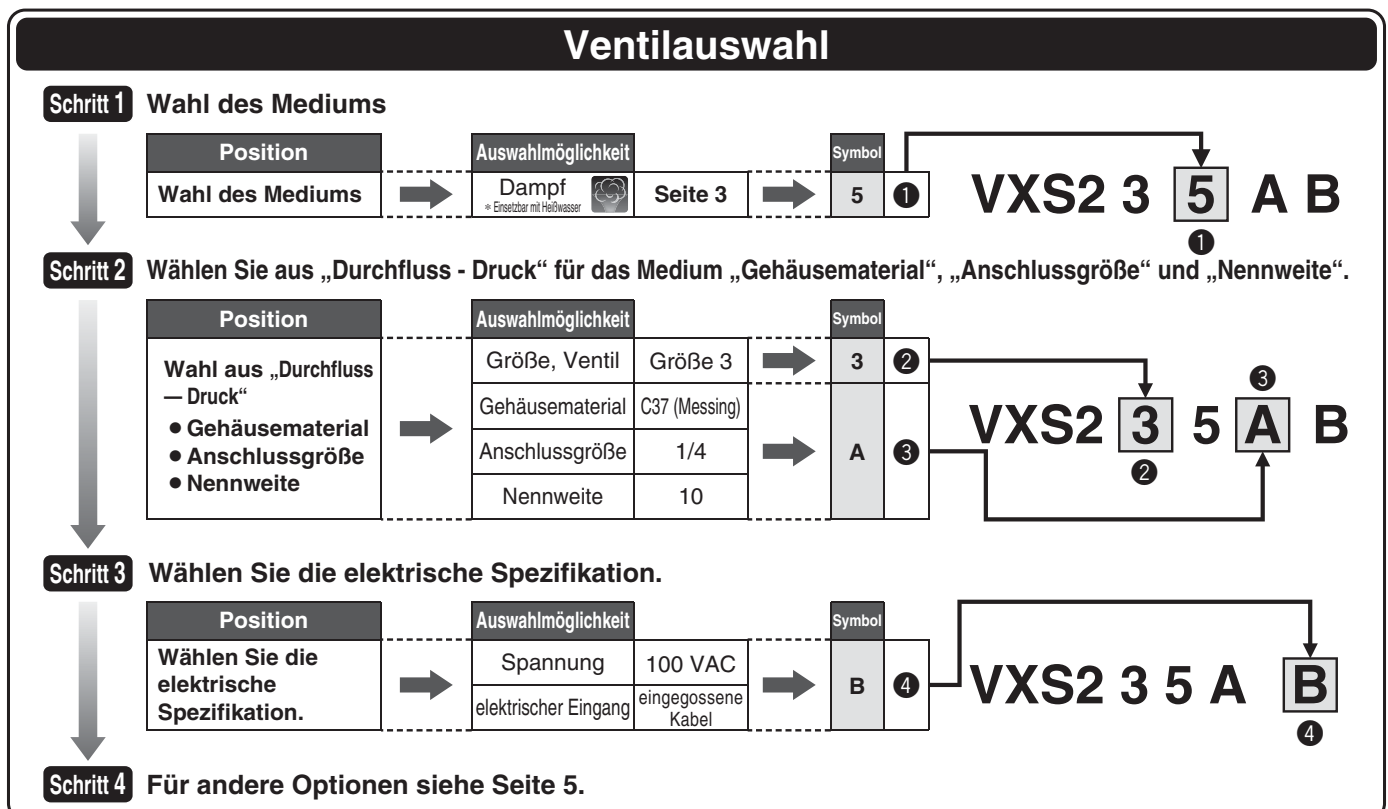 Ventilauswahl
Schritt 1 Wahl des Mediums
Position Auswahlmöglichkeit Symbol
Wahl des Mediums Dampf Seite 3 5 ❶
* Einsetzbar mit Heißwasser
VXS2 3 5 A B
❶
Schritt 2 Wählen Sie aus „Durchfluss - Druck“ für das Medium „Gehäusematerial“, „Anschlussgröße“ und „Nennweite“.
Position Auswahlmöglichkeit Symbol
Wahl aus „Durchfluss
— Druck“
● Gehäusematerial
● Anschlussgröße
● Nennweite
Größe, Ventil Größe 3 3 ❷
Gehäusematerial C37 (Messing)
Anschlussgröße 1/4 A ❸
Nennweite 10
❸
VXS2 3 5 A B
❷
Schritt 3 Wählen Sie die elektrische Spezifikation.
Position Auswahlmöglichkeit Symbol
Wählen Sie die
elektrische
Spezifikation.
Spannung 100 VAC
elektrischer Eingang eingegossene
Kabel
B ❹
VXS2 3 5 A B
❹
Schritt 4 Für andere Optionen siehe Seite 5.